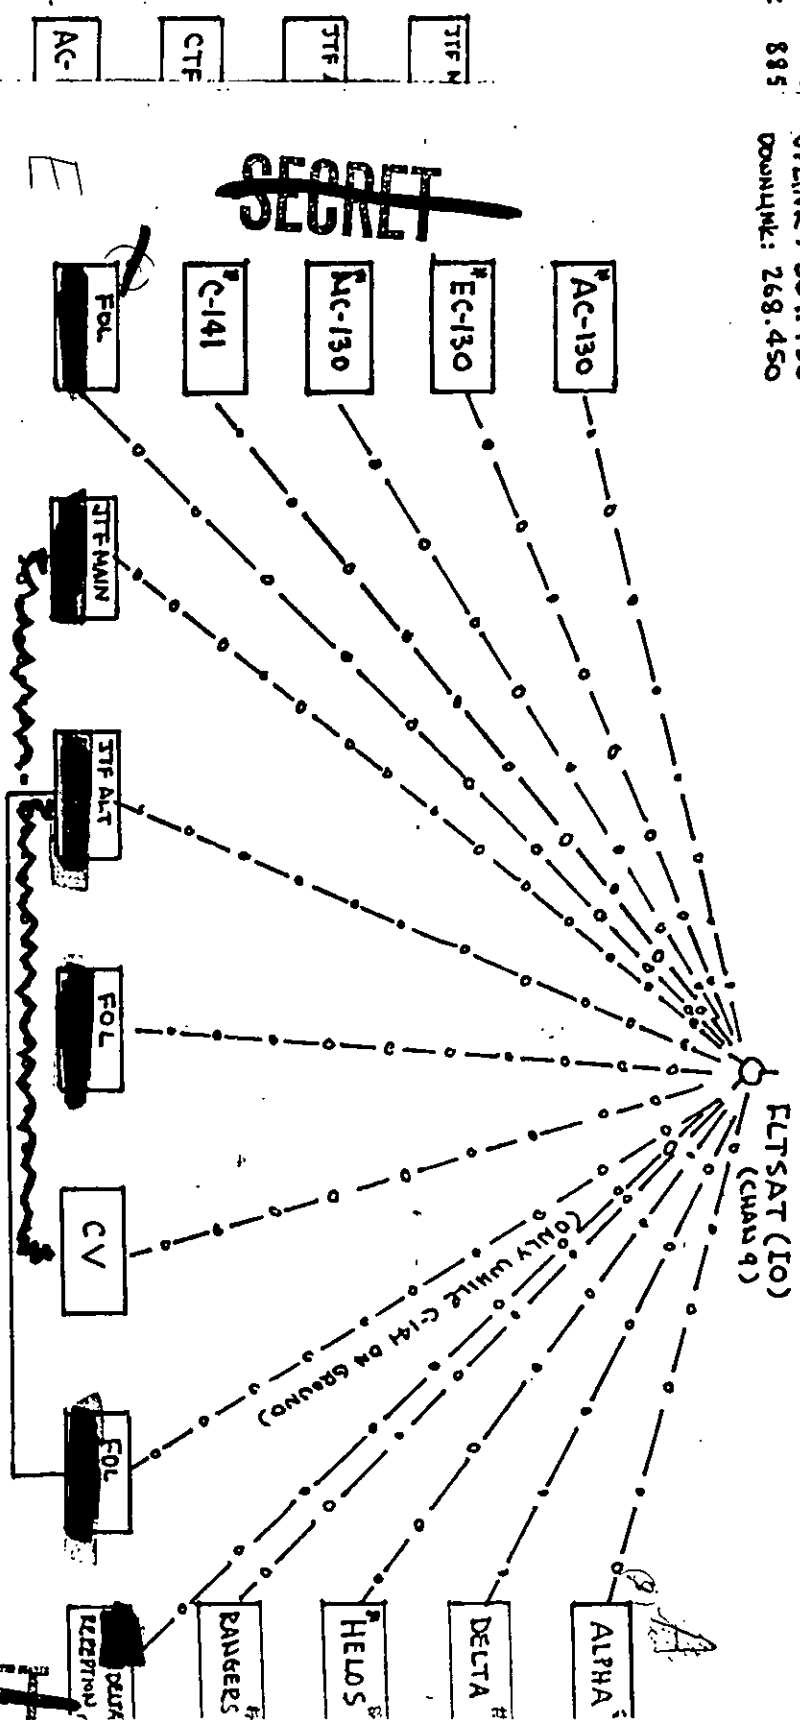 885
DOWNLINK: 268.450
AC-
CTF
JTF
JTF
SECRET
FLTSAT (IO)
(CHAN 9)
*AC-130
*EC-130
*MC-130
*C-141
FOL
JTF MAIN
JTF ALT
FOL
CV
FOL
(ONLY WHILE C-141 ON GROUND)
ALPHA
DELTA
*HELOS
RANGERS
DELTA
RECEPTION